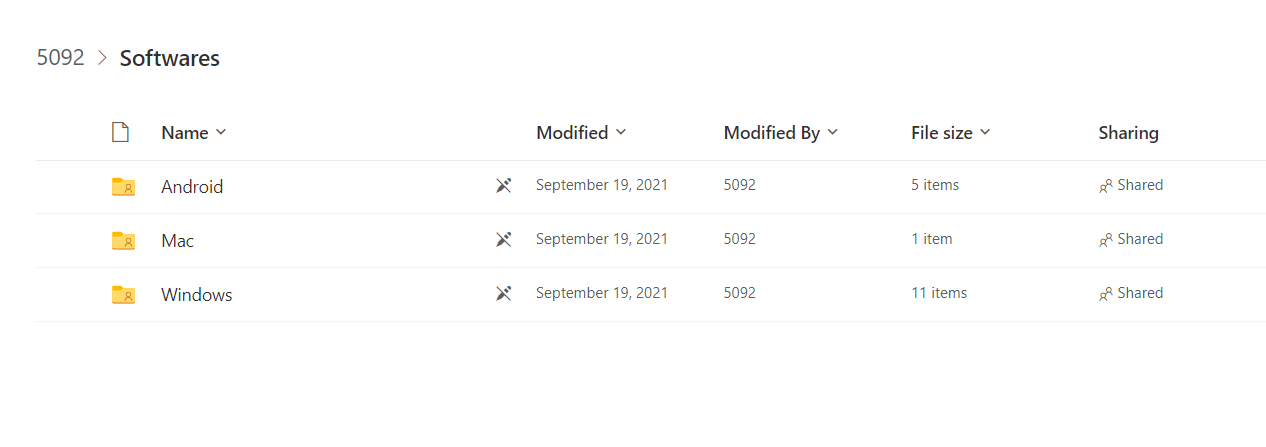 5092 > Softwares
Name Modified Modified By File size Sharing
Android September 19, 2021 5092 5 items Shared
Mac September 19, 2021 5092 1 item Shared
Windows September 19, 2021 5092 11 items Shared